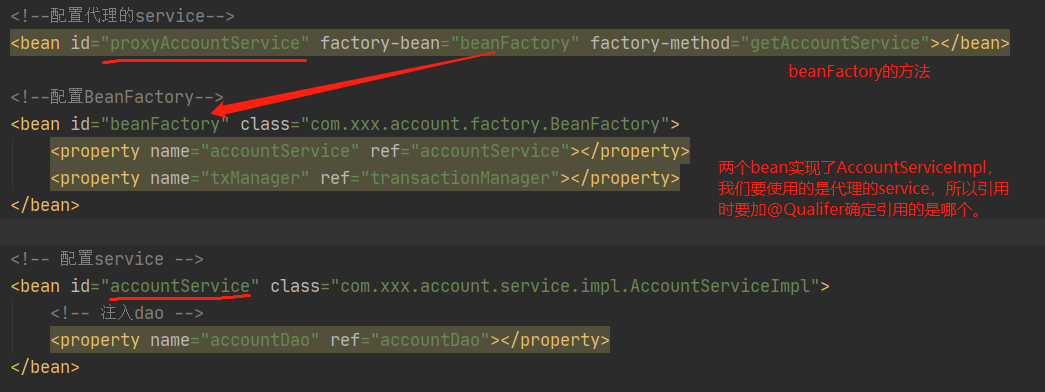 <!--配置代理的service-->
<bean id="proxyAccountService" factory-bean="beanFactory" factory-method="getAccountService"></bean>
beanFactory的方法
<!--配置BeanFactory-->
<bean id="beanFactory" class="com.xxx.account.factory.BeanFactory">
<property name="accountService" ref="accountService"></property>
<property name="txManager" ref="transactionManager"></property>
</bean>
两个bean实现了AccountServiceImpl,
我们要使用的是代理的service，所以引用
时要加@Qualifer确定引用的是哪个。
<!-- 配置service -->
<bean id="accountService" class="com.xxx.account.service.impl.AccountServiceImpl">
<!-- 注入dao -->
<property name="accountDao" ref="accountDao"></property>
</bean>